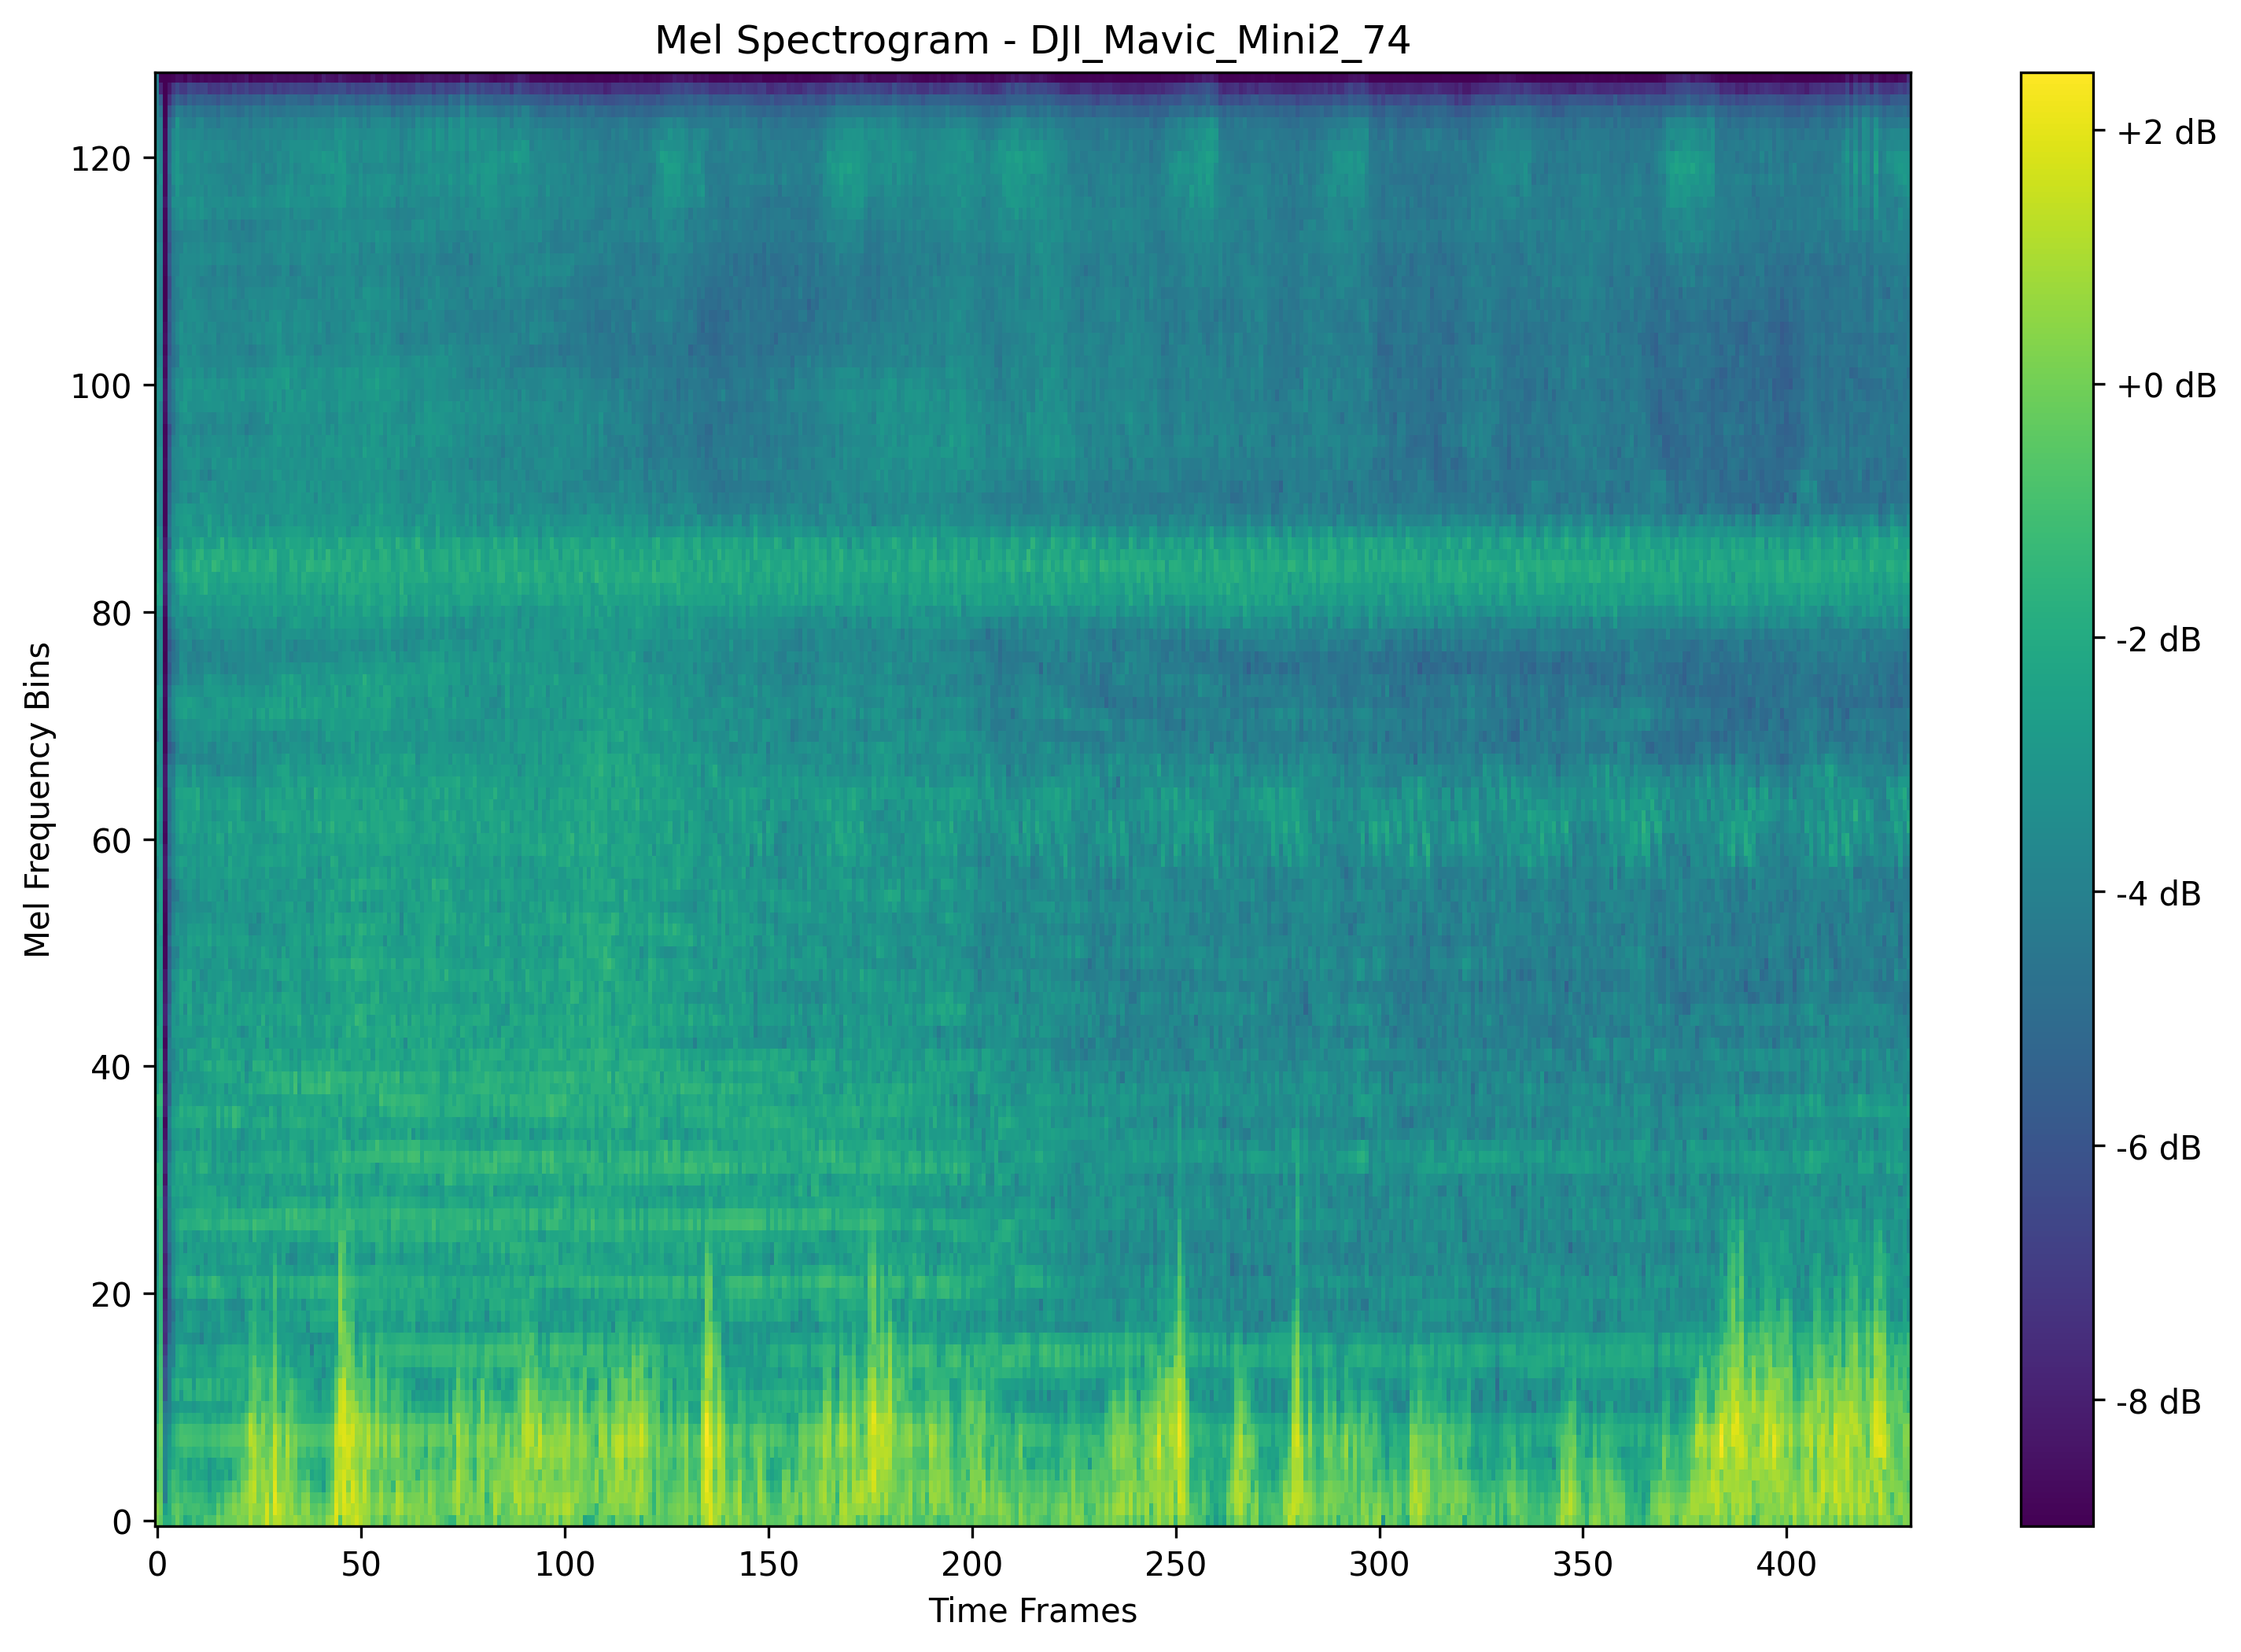 Mel Spectrogram - DJI_Mavic_Mini2_74
Mel Frequency Bins
120
100
80
60
40
20
0
0 50 100 150 200 250 300 350 400
Time Frames
+2 dB
+0 dB
-2 dB
-4 dB
-6 dB
-8 dB